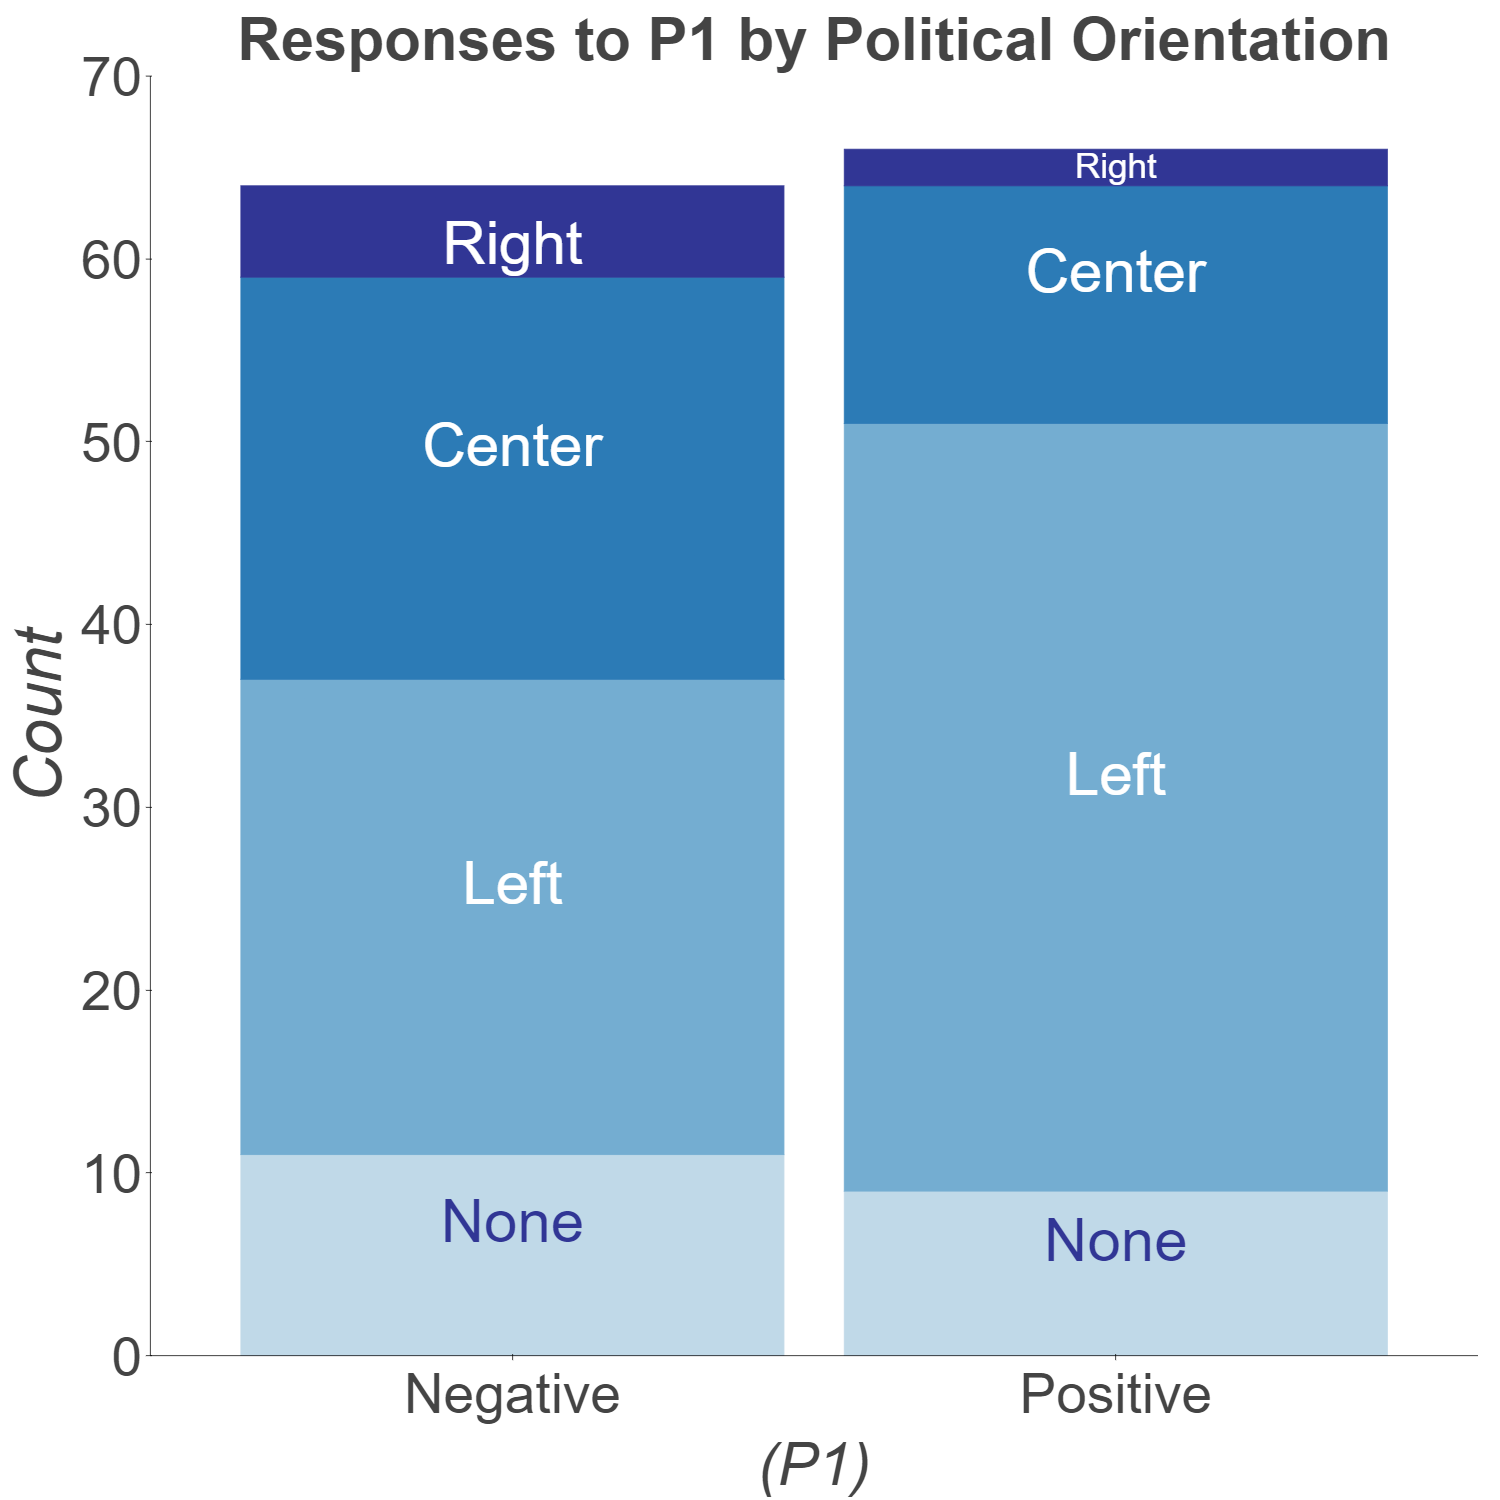 Responses to P1 by Political Orientation
70
60
50
40
30
20
10
0
Count
Right
Center
Left
None
Right
Center
Left
None
Negative
Positive
(P1)